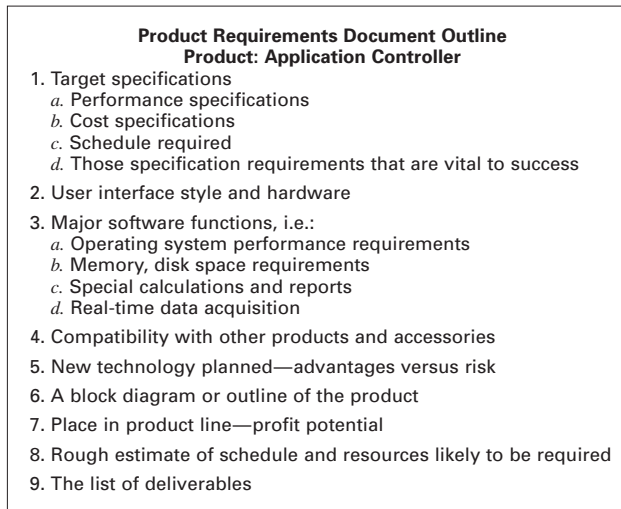 Product Requirements Document Outline
Product: Application Controller
1. Target specifications
a. Performance specifications
b. Cost specifications
c. Schedule required
d. Those specification requirements that are vital to success
2. User interface style and hardware
3. Major software functions, i.e.:
a. Operating system performance requirements
b. Memory, disk space requirements
c. Special calculations and reports
d. Real-time data acquisition
4. Compatibility with other products and accessories
5. New technology planned—advantages versus risk
6. A block diagram or outline of the product
7. Place in product line—profit potential
8. Rough estimate of schedule and resources likely to be required
9. The list of deliverables